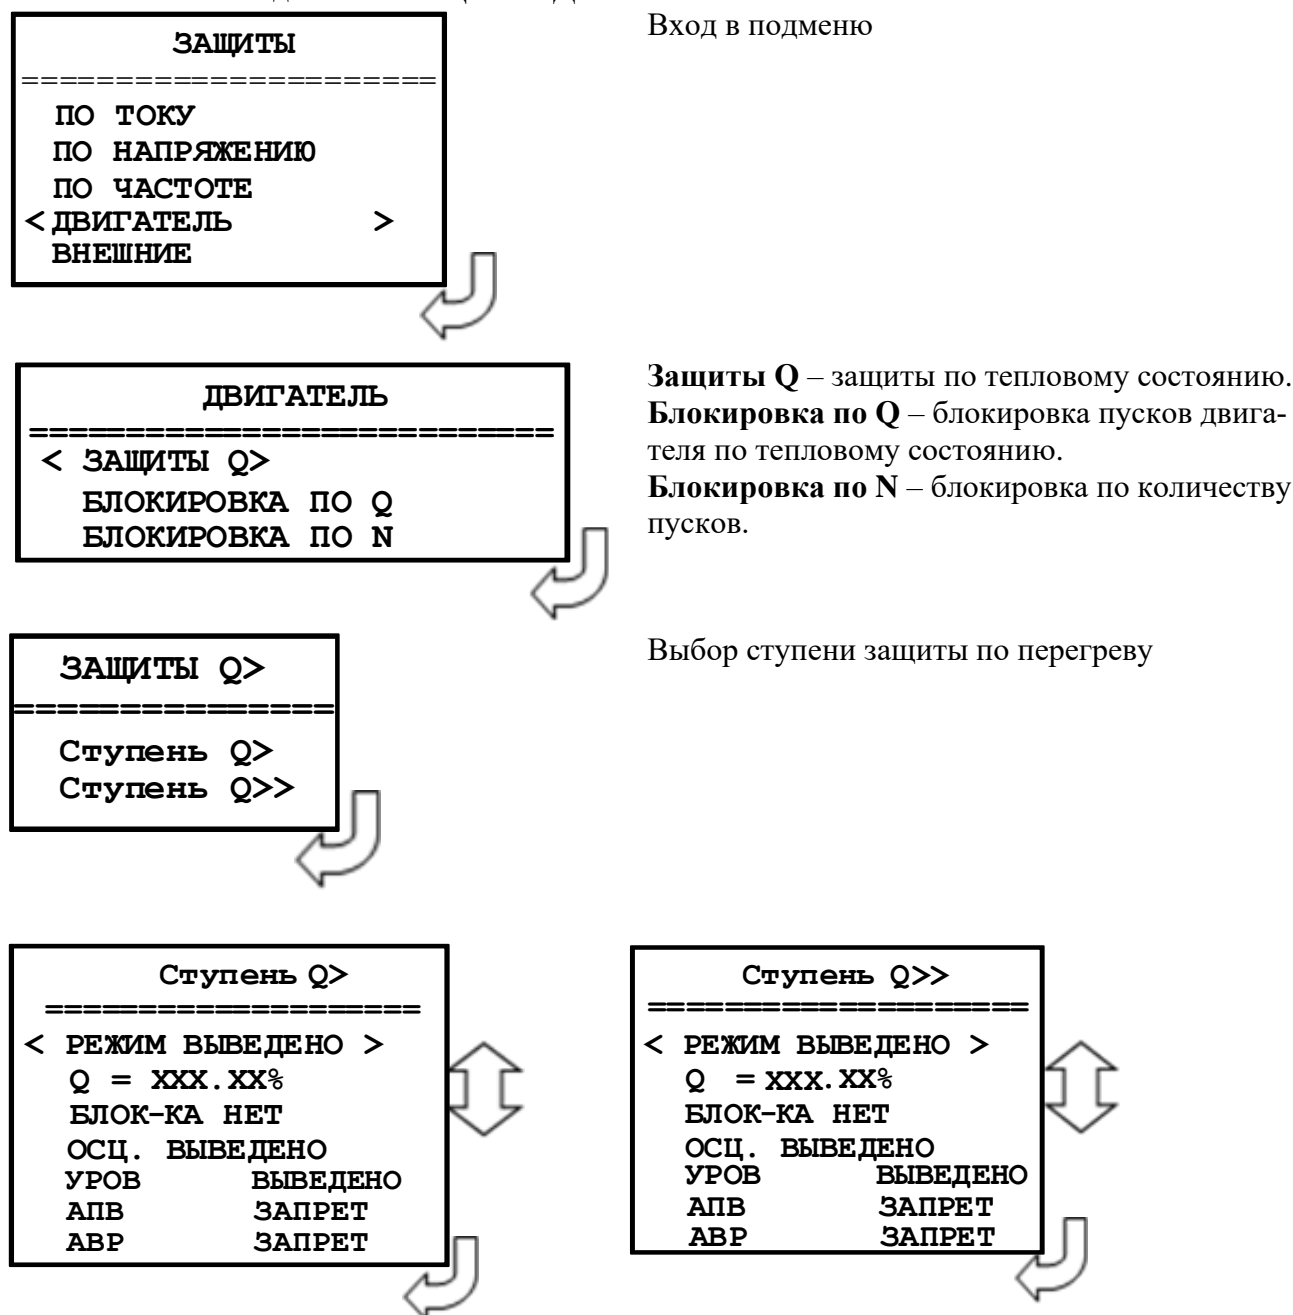 ЗАЩИТЫ
======================
ПО ТОКУ
ПО НАПРЯЖЕНИЮ
ПО ЧАСТОТЕ
< ДВИГАТЕЛЬ >
ВНЕШНИЕ
Вход в подменю
ДВИГАТЕЛЬ
===========================
< ЗАЩИТЫ Q>
БЛОКИРОВКА ПО Q
БЛОКИРОВКА ПО N
Защиты Q – защиты по тепловому состоянию.
Блокировка по Q – блокировка пусков двига-
теля по тепловому состоянию.
Блокировка по N – блокировка по количеству
пусков.
ЗАЩИТЫ Q>
===============
Ступень Q>
Ступень Q>>
Выбор ступени защиты по перегреву
Ступень Q>
====================
< РЕЖИМ ВЫВЕДЕНО >
Q = XXX.XX%
БЛОК-КА НЕТ
ОСЦ. ВЫВЕДЕНО
УРОВ ВЫВЕДЕНО
АПВ ЗАПРЕТ
АВР ЗАПРЕТ
Ступень Q>>
====================
< РЕЖИМ ВЫВЕДЕНО >
Q = XXX.XX%
БЛОК-КА НЕТ
ОСЦ. ВЫВЕДЕНО
УРОВ ВЫВЕДЕНО
АПВ ЗАПРЕТ
АВР ЗАПРЕТ